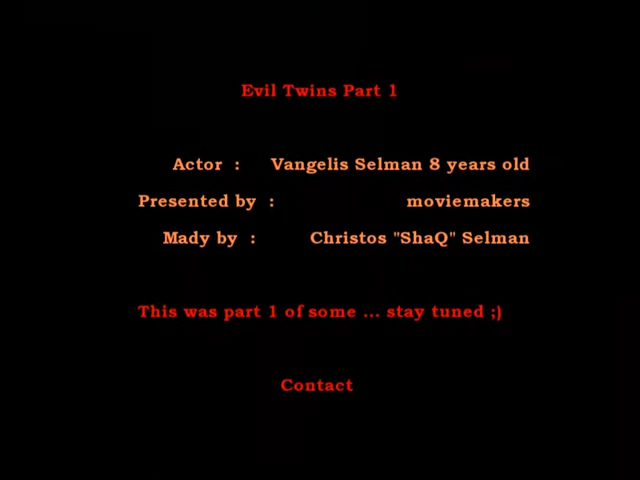 Evil Twins Part 1
Actor : Vangelis Selman 8 years old
Presented by : moviemakers
Mady by : Christos "ShaQ" Selman
This was part 1 of some ... stay tuned ;)
Contact